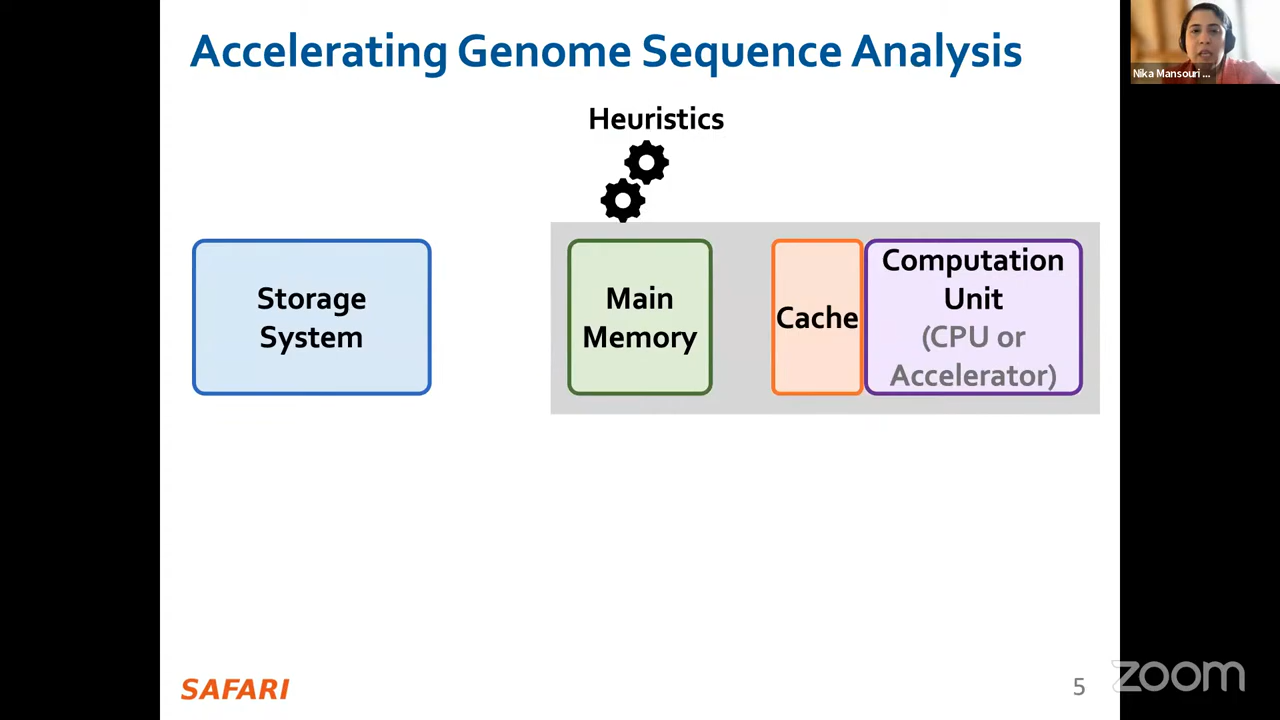 Accelerating Genome Sequence Analysis
Nika Mansouri ...
Heuristics
Storage
System
Main
Memory
Cache
Computation
Unit
(CPU or
Accelerator)
SAFARI
5
zoom